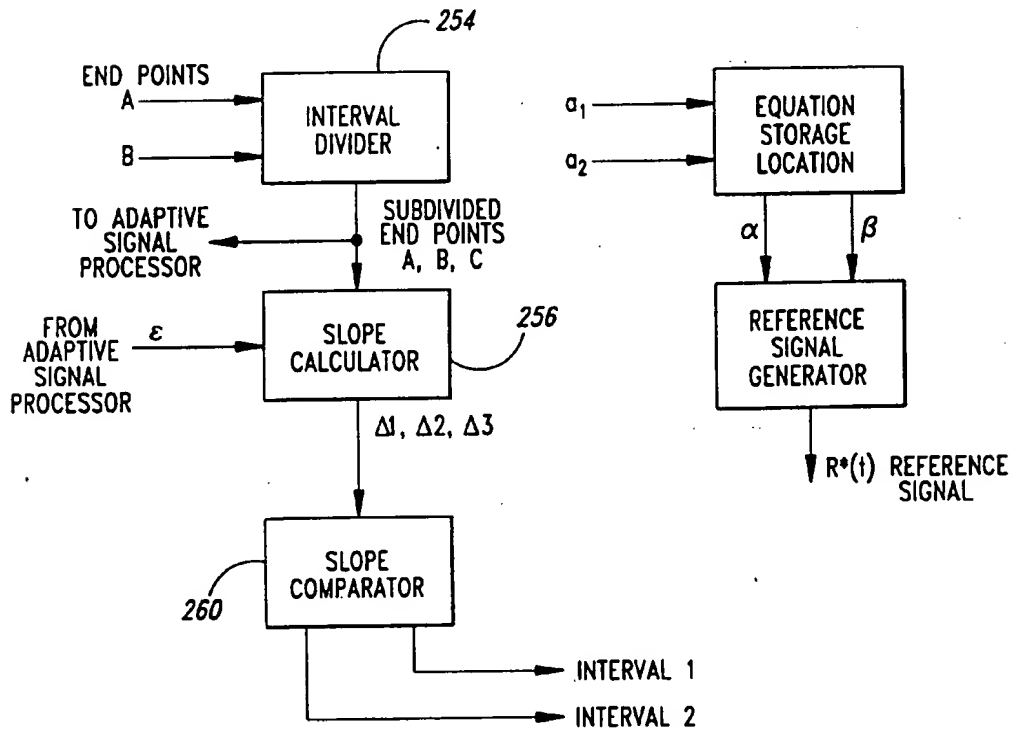 254
END POINTS
A
B
INTERVAL
DIVIDER
TO ADAPTIVE
SIGNAL
PROCESSOR
SUBDIVIDED
END POINTS
A, B, C
FROM
ADAPTIVE
SIGNAL
PROCESSOR
ε
SLOPE
CALCULATOR
256
Δ1, Δ2, Δ3
SLOPE
COMPARATOR
260
INTERVAL 1
INTERVAL 2
a1
a2
EQUATION
STORAGE
LOCATION
α
β
REFERENCE
SIGNAL
GENERATOR
R*(t) REFERENCE
SIGNAL